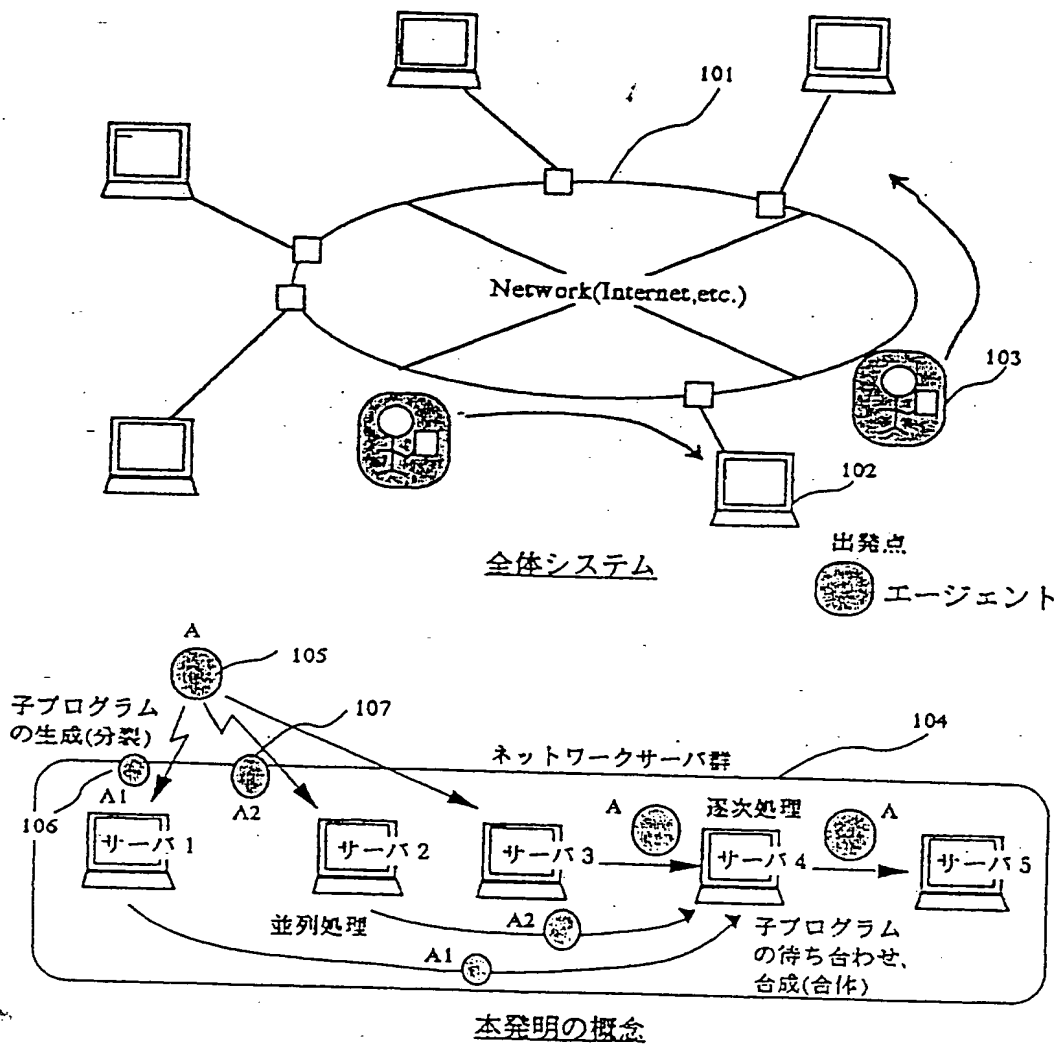 101
Network(Internet,etc.)
103
102
全体システム
出発点
エージェント
A
105
子プログラム
の生成(分裂)
107
104
ネットワークサーバ群
106
A1
A2
A
逐次処理
A
サーバ1
サーバ2
サーバ3
サーバ4
サーバ5
並列処理
A2
A1
子プログラム
の待ち合わせ、
合成(合体)
本発明の概念